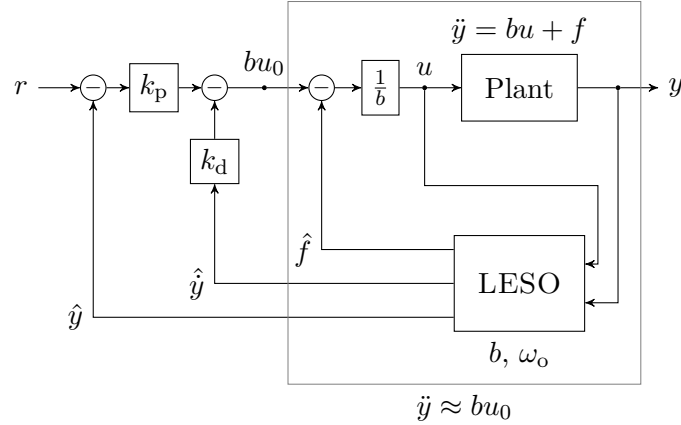 ÿ = bu + f
r
−
k_p
−
bu_0
−
1/b
u
Plant
y
k_d
f̂
ŷ̇
ŷ
LESO
b, ω_o
ÿ ≈ bu_0